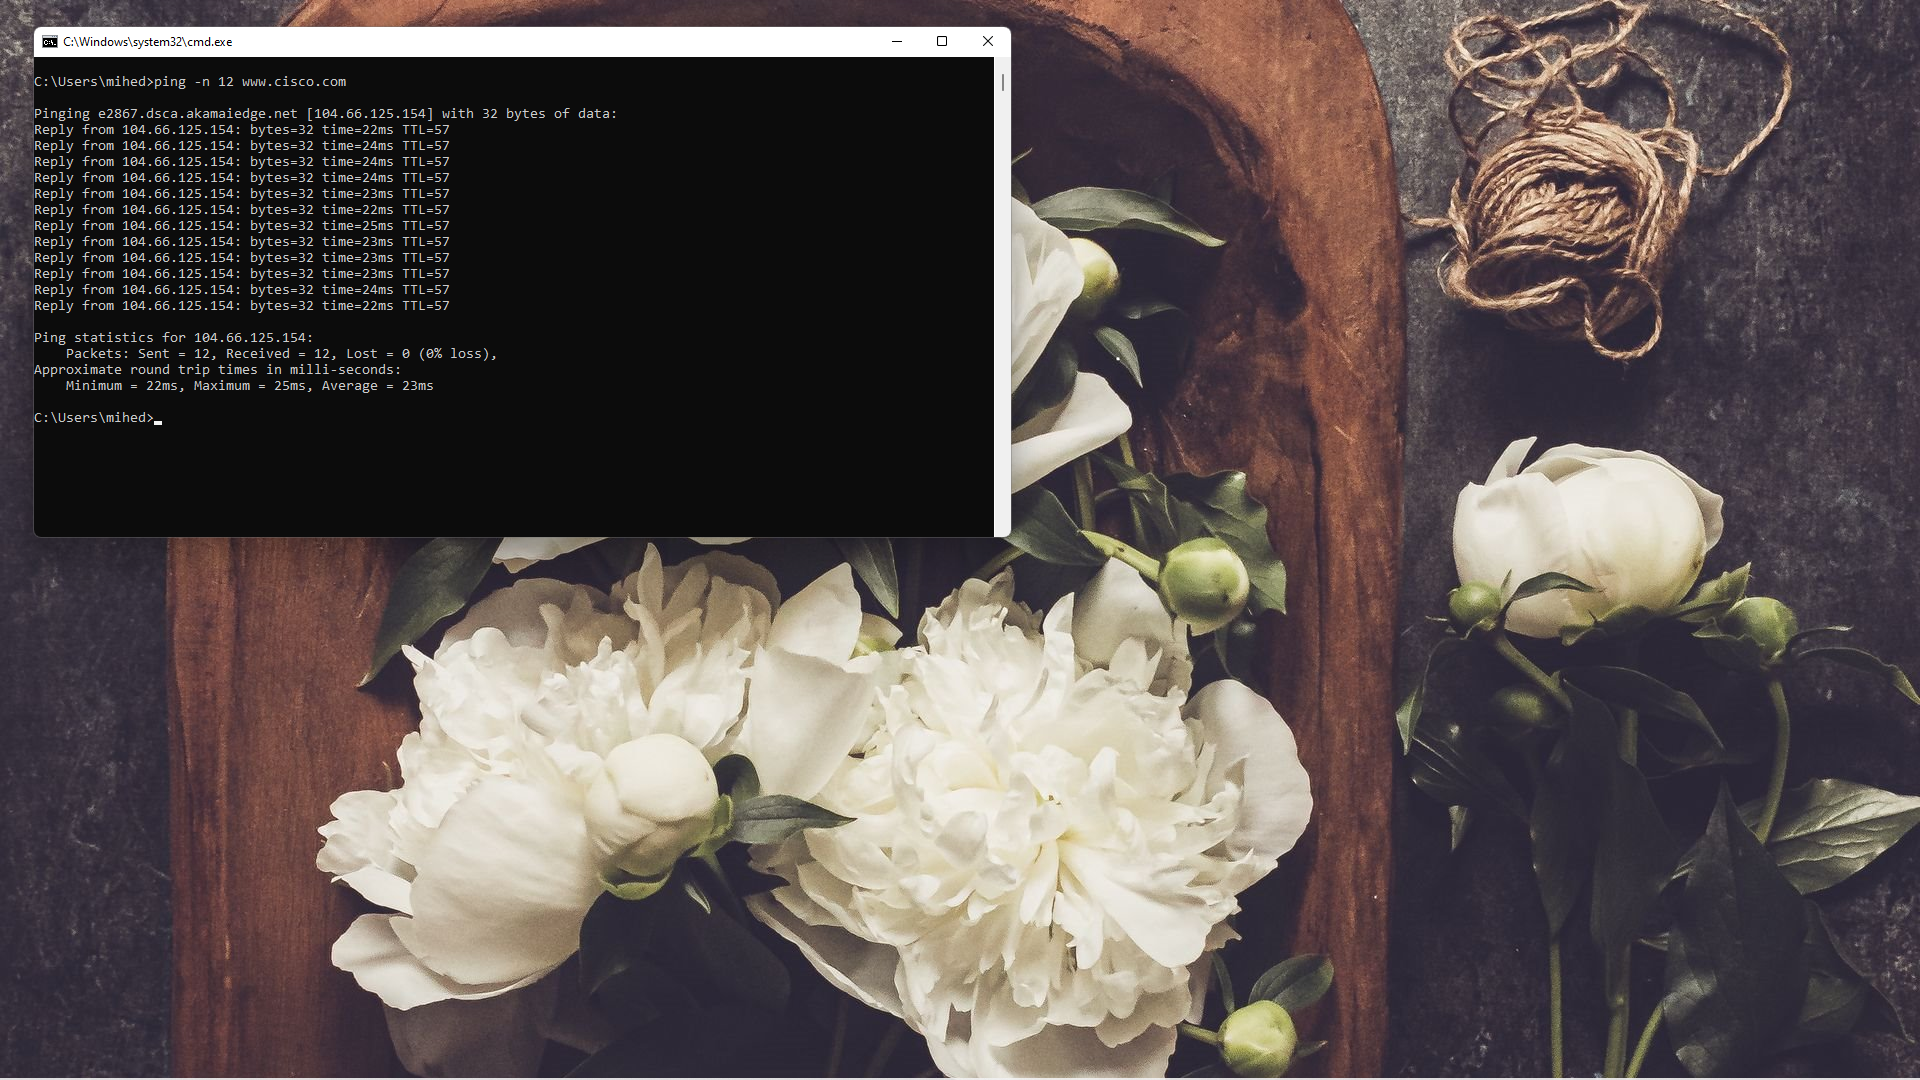 C:\Windows\system32\cmd.exe
C:\Users\mihed>ping -n 12 www.cisco.com
Pinging e2867.dsca.akamaiedge.net [104.66.125.154] with 32 bytes of data:
Reply from 104.66.125.154: bytes=32 time=22ms TTL=57
Reply from 104.66.125.154: bytes=32 time=24ms TTL=57
Reply from 104.66.125.154: bytes=32 time=24ms TTL=57
Reply from 104.66.125.154: bytes=32 time=24ms TTL=57
Reply from 104.66.125.154: bytes=32 time=23ms TTL=57
Reply from 104.66.125.154: bytes=32 time=22ms TTL=57
Reply from 104.66.125.154: bytes=32 time=25ms TTL=57
Reply from 104.66.125.154: bytes=32 time=23ms TTL=57
Reply from 104.66.125.154: bytes=32 time=23ms TTL=57
Reply from 104.66.125.154: bytes=32 time=23ms TTL=57
Reply from 104.66.125.154: bytes=32 time=24ms TTL=57
Reply from 104.66.125.154: bytes=32 time=22ms TTL=57
Ping statistics for 104.66.125.154:
Packets: Sent = 12, Received = 12, Lost = 0 (0% loss),
Approximate round trip times in milli-seconds:
Minimum = 22ms, Maximum = 25ms, Average = 23ms
C:\Users\mihed>